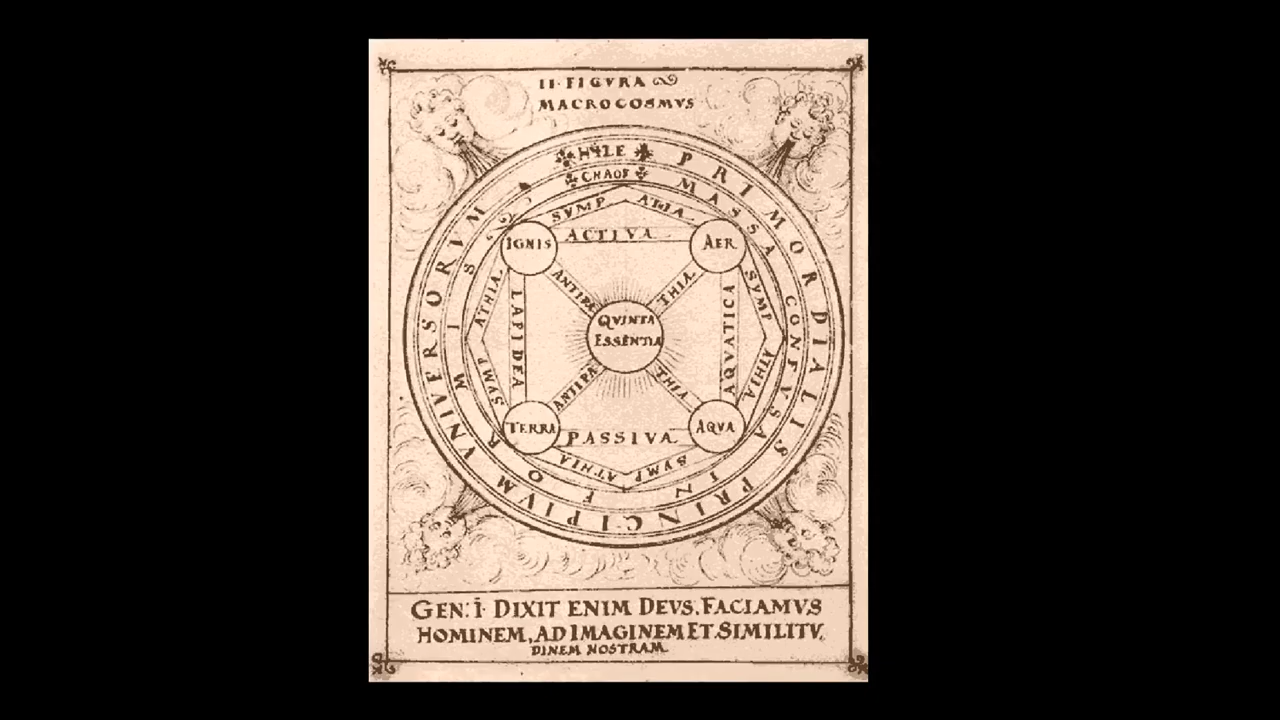 II·FIGVRA
MACROCOSMVS
HYLE PRIMORDIALIS PRINCIPIVM VNIVERSORVM
CHAOS MASSA CONFVSA INFORMIS
SYMP ATHIA
SYMP ATHIA
SYMP ATHIA
SYMP ATHIA
IGNIS
ACTIVA
AER
ANTIPA THIA
LAPIDEA
QVINTA
ESSENTIA
AQVATICA
ANTIPA THIA
TERRA
PASSIVA
AQVA
GEN: I· DIXIT ENIM DEVS. FACIAMVS
HOMINEM, AD IMAGINEM ET. SIMILITV,
DINEM NOSTRAM.